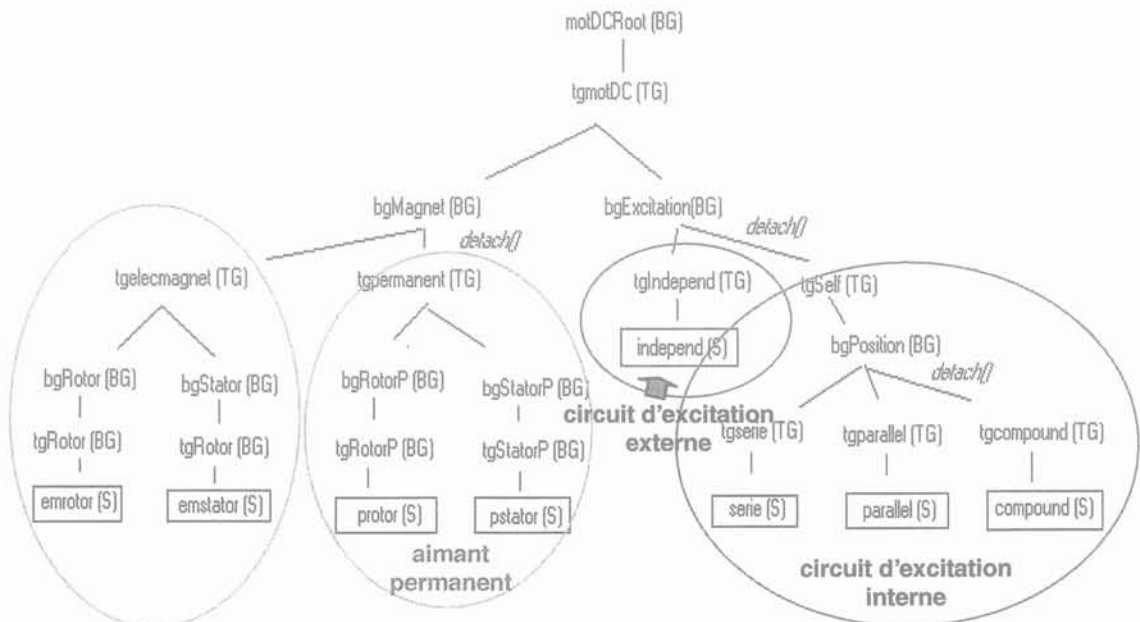 motDCRoot (BG)
tgmotDC (TG)
bgMagnet (BG)
bgExcitation(BG)
detach()
detach()
tgelecmagnet (TG)
tgpermanent (TG)
tgIndepend (TG)
tgSelf (TG)
independ (S)
bgPosition (BG)
bgRotor (BG)
bgStator (BG)
bgRotorP (BG)
bgStatorP (BG)
detach()
circuit d'excitation
externe
tgRotor (BG)
tgRotor (BG)
tgRotorP (BG)
tgStatorP (BG)
tgserie (TG)
tgparallel (TG)
tgcompound (TG)
emrotor (S)
emstator (S)
protor (S)
pstator (S)
serie (S)
parallel (S)
compound (S)
aimant
permanent
circuit d'excitation
interne